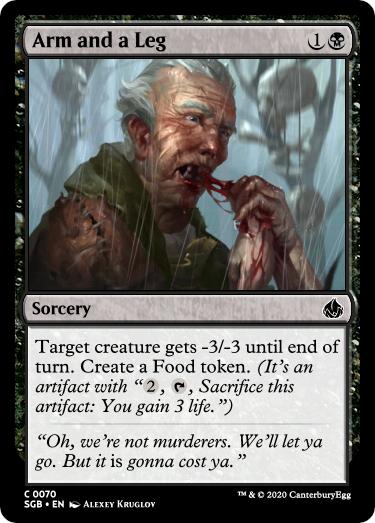 Arm and a Leg 1
Sorcery
Target creature gets -3/-3 until end of
turn. Create a Food token. (It's an
artifact with “2, , Sacrifice this
artifact: You gain 3 life.”)
“Oh, we're not murderers. We'll let ya
go. But it is gonna cost ya.”
C 0070
SGB • EN Alexey Kruglov
™ & © 2020 CanterburyEgg